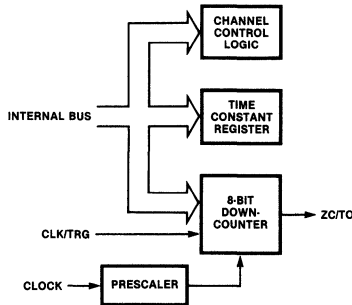 CHANNEL
CONTROL
LOGIC
INTERNAL BUS
TIME
CONSTANT
REGISTER
8-BIT
DOWN-
COUNTER
ZC/TO
CLK/TRG
CLOCK
PRESCALER